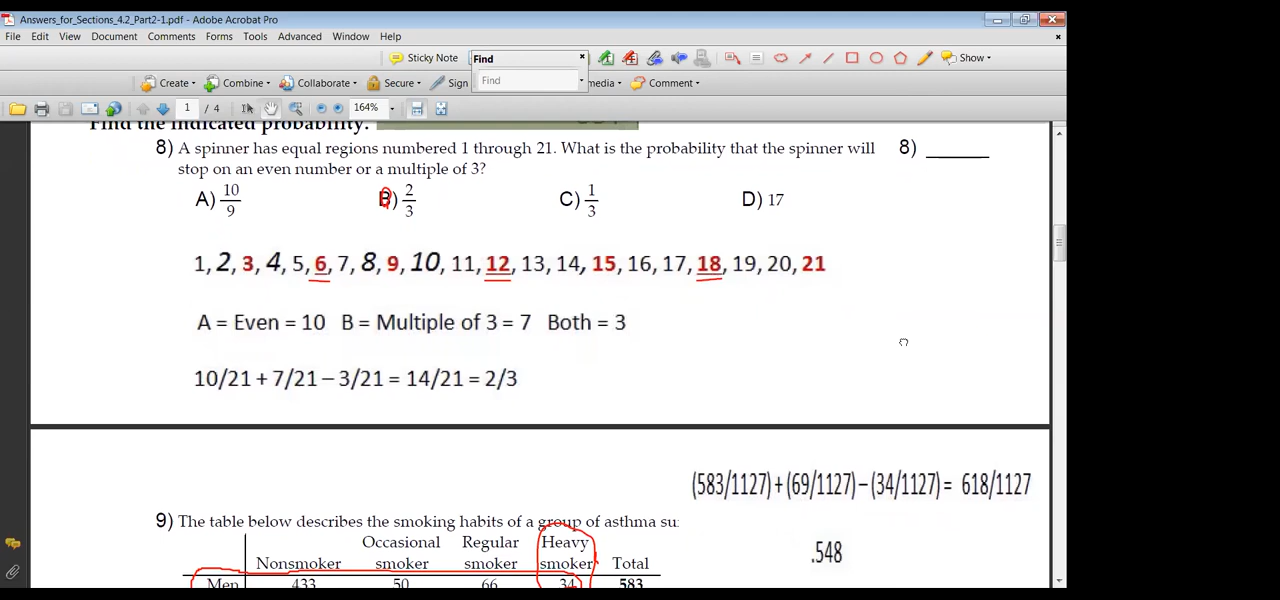 Answers_for_Sections_4.2_Part2-1.pdf - Adobe Acrobat Pro
File Edit View Document Comments Forms Tools Advanced Window Help
Sticky Note Find media Show
Create Combine Collaborate Secure Sign Find Comment
1 / 4 164%
Find the indicated probability.
8) A spinner has equal regions numbered 1 through 21. What is the probability that the spinner will 8)
stop on an even number or a multiple of 3?
A) 10/9 B) 2/3 C) 1/3 D) 17
1, 2, 3, 4, 5, 6, 7, 8, 9, 10, 11, 12, 13, 14, 15, 16, 17, 18, 19, 20, 21
A = Even = 10 B = Multiple of 3 = 7 Both = 3
10/21 + 7/21 – 3/21 = 14/21 = 2/3
(583/1127) + (69/1127) – (34/1127) = 618/1127
9) The table below describes the smoking habits of a group of asthma su
.548
Occasional Regular Heavy
Nonsmoker smoker smoker smoker Total
Men 433 50 66 34 583